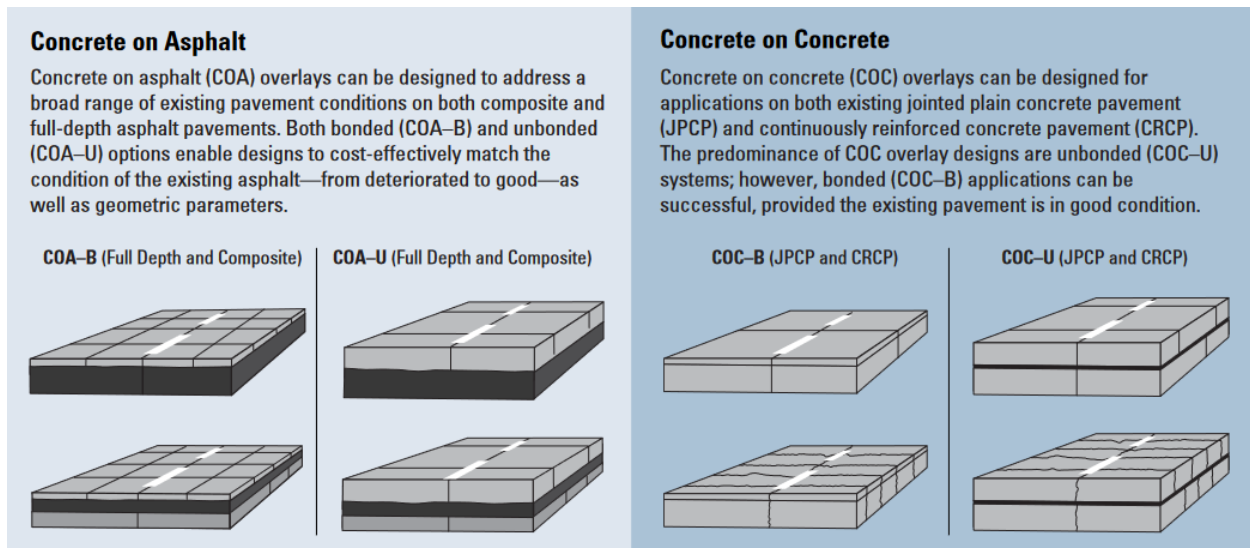 Concrete on Asphalt
Concrete on asphalt (COA) overlays can be designed to address a
broad range of existing pavement conditions on both composite and
full-depth asphalt pavements. Both bonded (COA–B) and unbonded
(COA–U) options enable designs to cost-effectively match the
condition of the existing asphalt—from deteriorated to good—as
well as geometric parameters.
COA–B (Full Depth and Composite)
COA–U (Full Depth and Composite)
Concrete on Concrete
Concrete on concrete (COC) overlays can be designed for
applications on both existing jointed plain concrete pavement
(JPCP) and continuously reinforced concrete pavement (CRCP).
The predominance of COC overlay designs are unbonded (COC–U)
systems; however, bonded (COC–B) applications can be
successful, provided the existing pavement is in good condition.
COC–B (JPCP and CRCP)
COC–U (JPCP and CRCP)